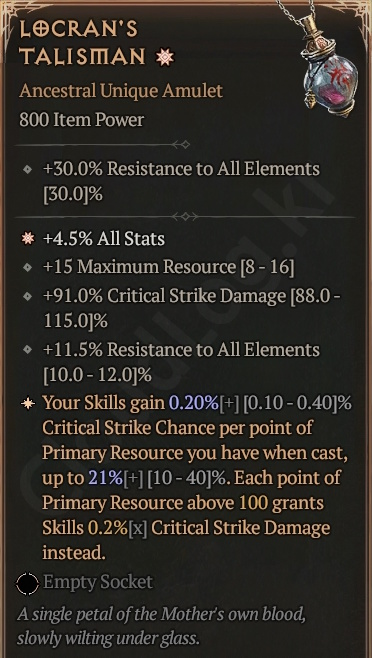 LOCRAN'S
TALISMAN
Ancestral Unique Amulet
800 Item Power
+30.0% Resistance to All Elements
[30.0]%
+4.5% All Stats
+15 Maximum Resource [8 - 16]
+91.0% Critical Strike Damage [88.0 -
115.0]%
+11.5% Resistance to All Elements
[10.0 - 12.0]%
Your Skills gain 0.20%[+] [0.10 - 0.40]%
Critical Strike Chance per point of
Primary Resource you have when cast,
up to 21%[+] [10 - 40]%. Each point of
Primary Resource above 100 grants
Skills 0.2%[x] Critical Strike Damage
instead.
Empty Socket
A single petal of the Mother's own blood,
slowly wilting under glass.